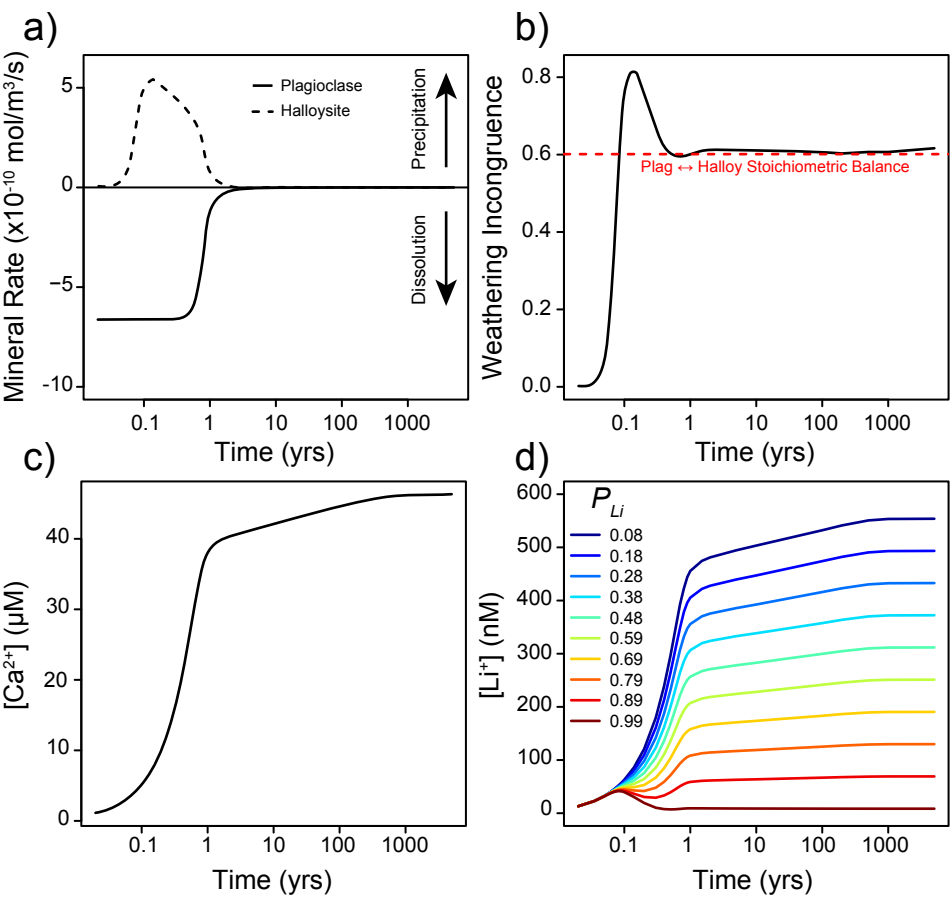 a)
Mineral Rate (x10⁻¹⁰ mol/m³/s)
5
0
−5
-10
Plagioclase
Halloysite
Precipitation
Dissolution
0.1 1 10 100 1000
Time (yrs)
b)
Weathering Incongruence
0.8
0.6
0.4
0.2
0.0
Plag ↔ Halloy Stoichiometric Balance
0.1 1 10 100 1000
Time (yrs)
c)
[Ca²⁺] (µM)
40
30
20
10
0
0.1 1 10 100 1000
Time (yrs)
d)
[Li⁺] (nM)
600
500
400
300
200
100
0
P_Li
0.08
0.18
0.28
0.38
0.48
0.59
0.69
0.79
0.89
0.99
0.1 1 10 100 1000
Time (yrs)